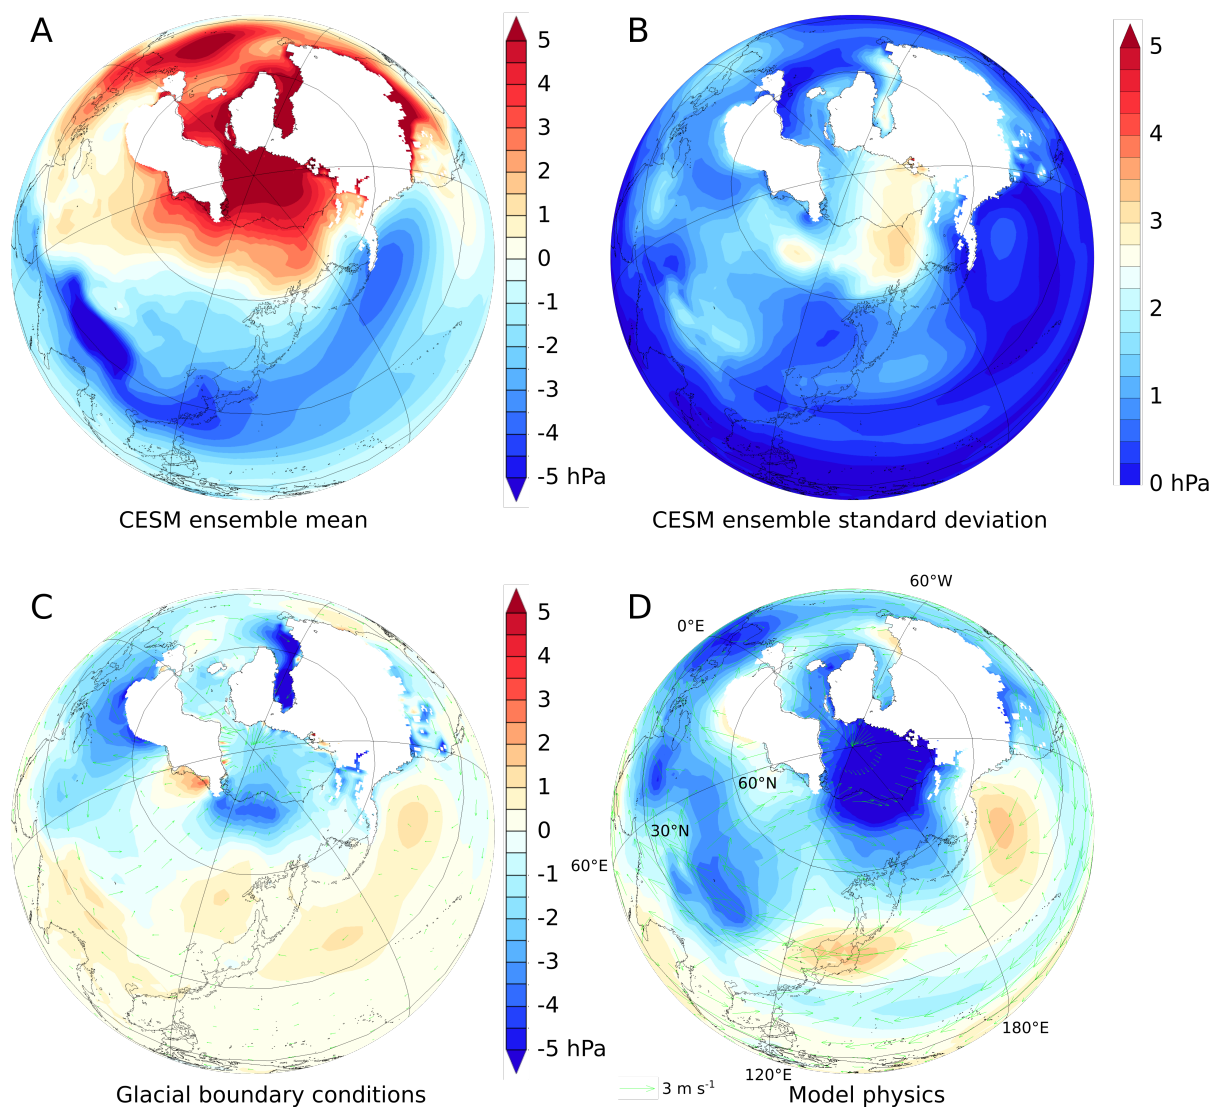 A
5
4
3
2
1
0
-1
-2
-3
-4
-5 hPa
CESM ensemble mean
B
5
4
3
2
1
0 hPa
CESM ensemble standard deviation
C
5
4
3
2
1
0
-1
-2
-3
-4
-5 hPa
Glacial boundary conditions
D
60°W
0°E
60°N
30°N
60°E
180°E
120°E
3 m s⁻¹
Model physics